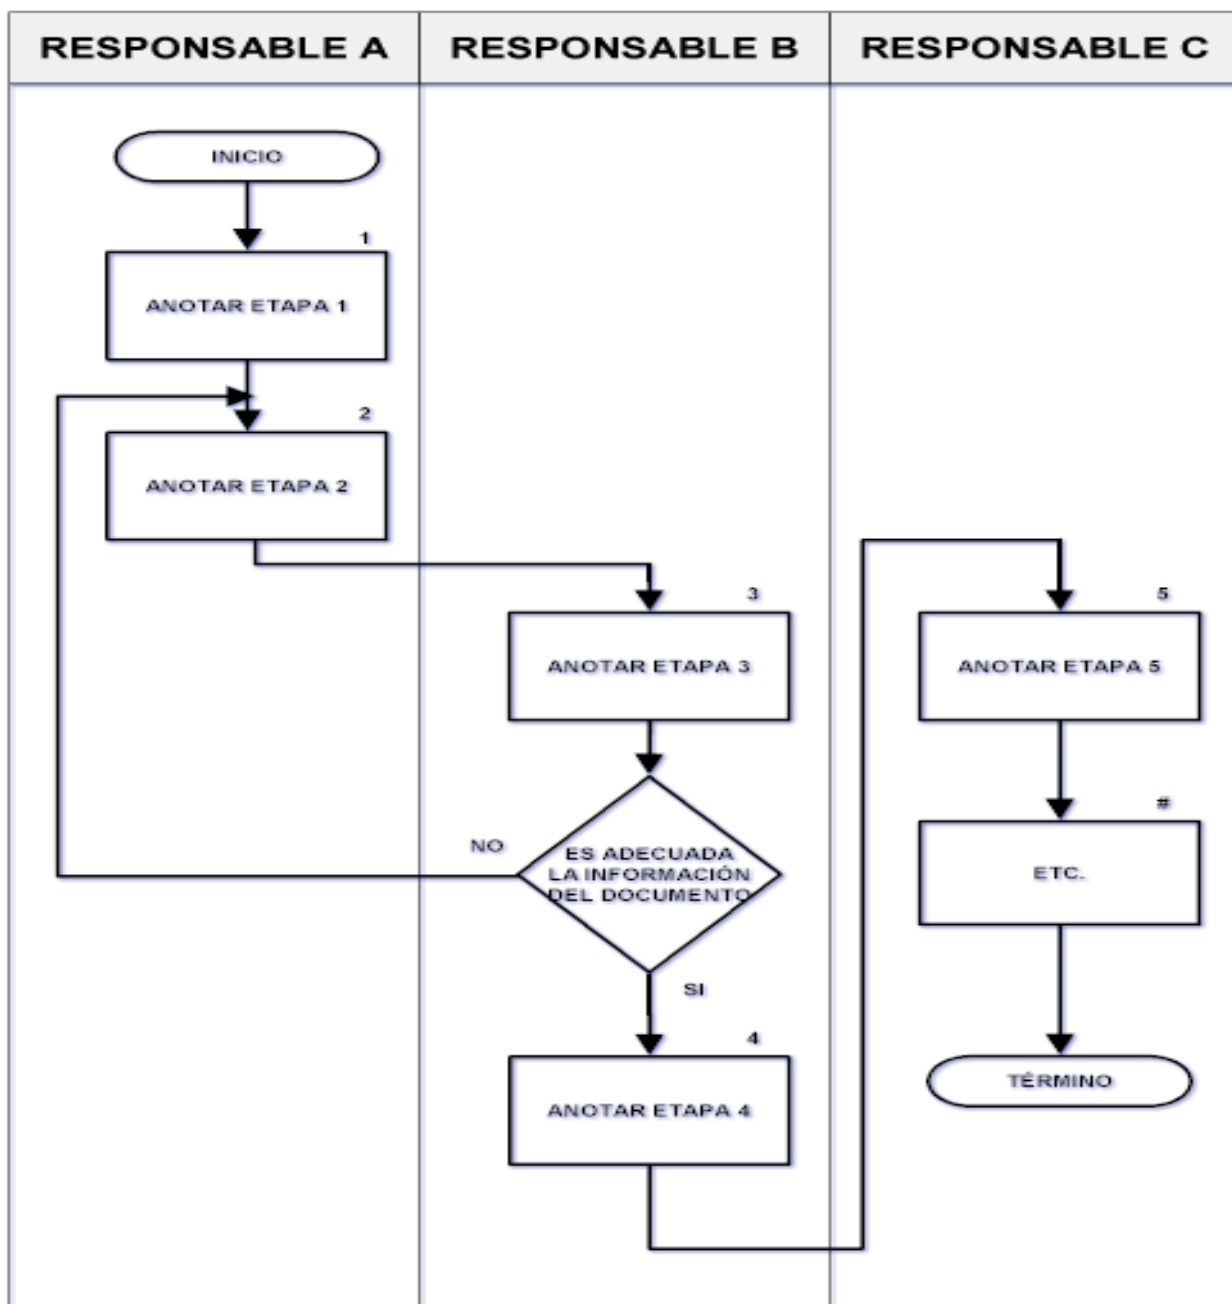 RESPONSABLE A
RESPONSABLE B
RESPONSABLE C
INICIO
1
ANOTAR ETAPA 1
2
ANOTAR ETAPA 2
3
ANOTAR ETAPA 3
NO
ES ADECUADA
LA INFORMACIÓN
DEL DOCUMENTO
SI
4
ANOTAR ETAPA 4
5
ANOTAR ETAPA 5
#
ETC.
TÉRMINO